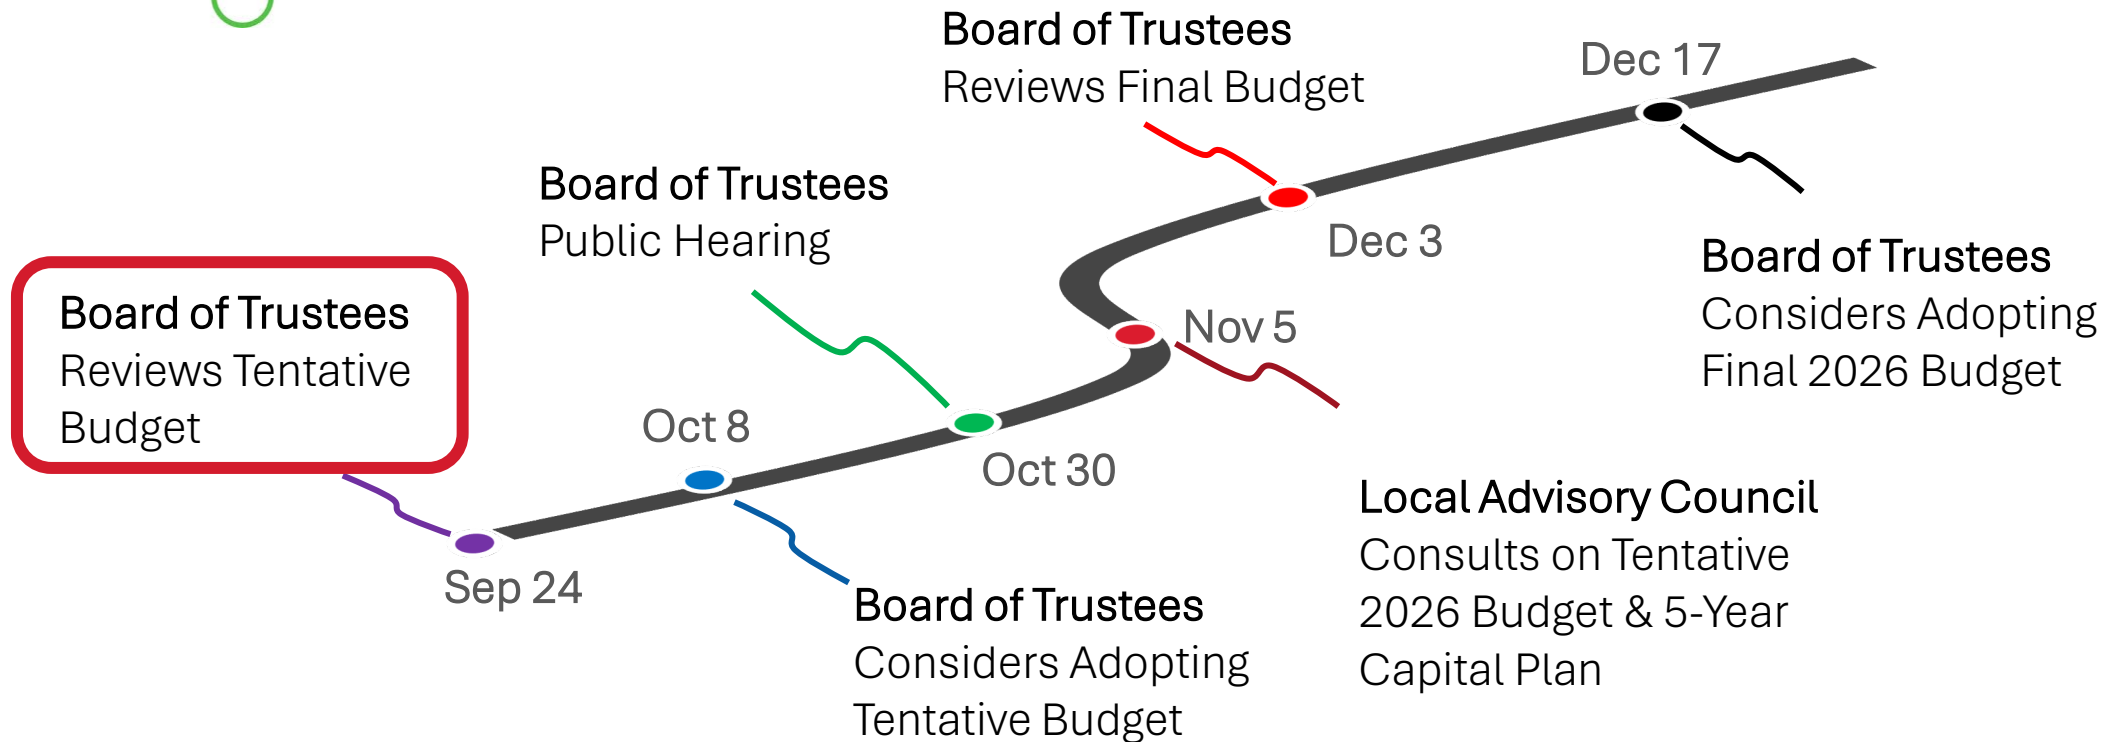 Board of Trustees
Reviews Tentative
Budget
Sep 24
Oct 8
Board of Trustees
Considers Adopting
Tentative Budget
Board of Trustees
Public Hearing
Oct 30
Nov 5
Local Advisory Council
Consults on Tentative
2026 Budget & 5-Year
Capital Plan
Board of Trustees
Reviews Final Budget
Dec 3
Dec 17
Board of Trustees
Considers Adopting
Final 2026 Budget